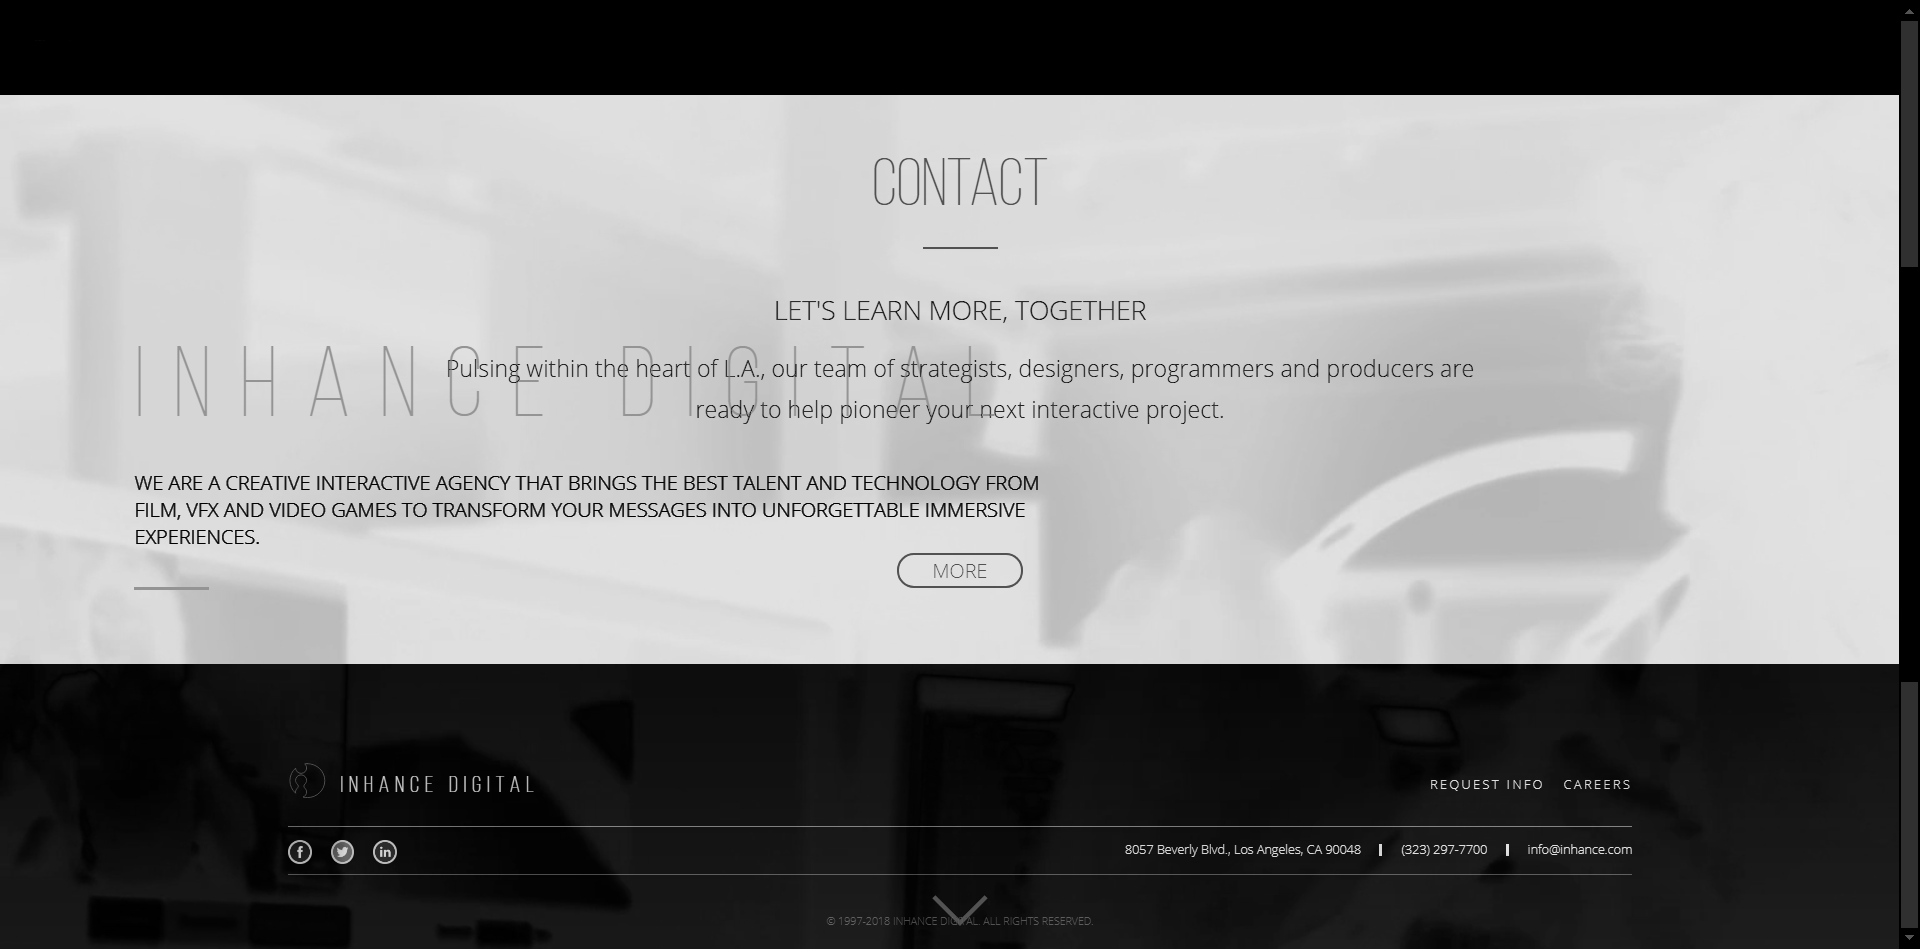 CONTACT
LET'S LEARN MORE, TOGETHER
INHANCE DIGITAL
Pulsing within the heart of L.A., our team of strategists, designers, programmers and producers are
ready to help pioneer your next interactive project.
WE ARE A CREATIVE INTERACTIVE AGENCY THAT BRINGS THE BEST TALENT AND TECHNOLOGY FROM
FILM, VFX AND VIDEO GAMES TO TRANSFORM YOUR MESSAGES INTO UNFORGETTABLE IMMERSIVE
EXPERIENCES.
MORE
INHANCE DIGITAL
REQUEST INFO CAREERS
8057 Beverly Blvd., Los Angeles, CA 90048 | (323) 297-7700 | info@inhance.com
© 1997-2018 INHANCE DIGITAL. ALL RIGHTS RESERVED.